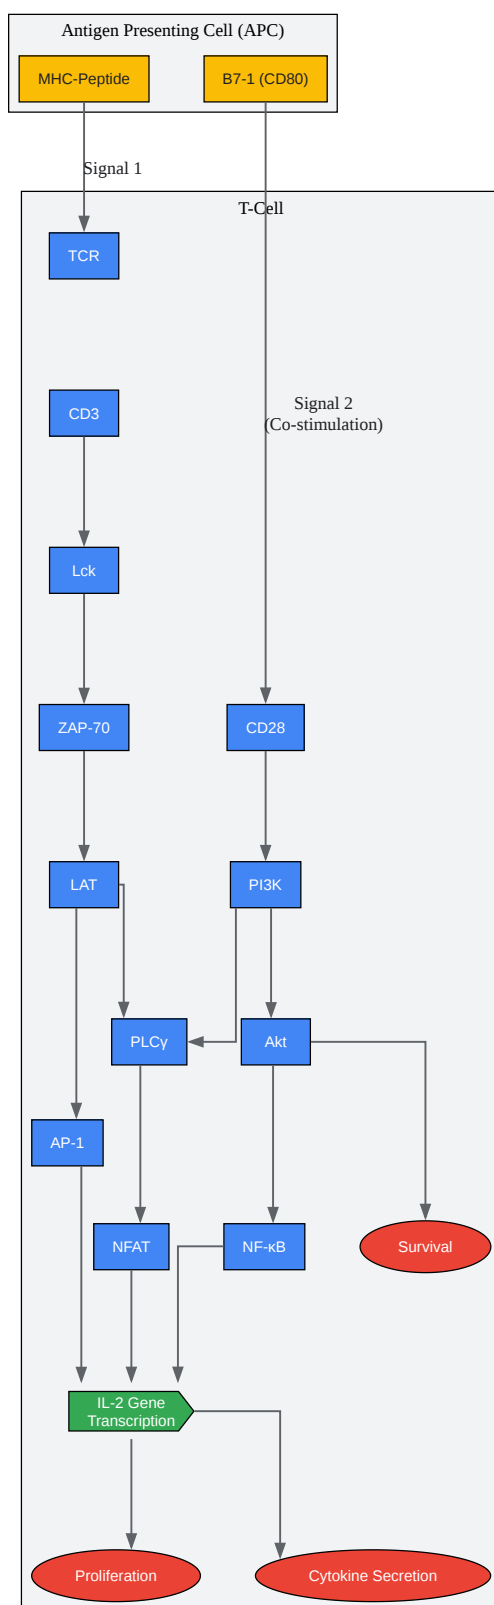 Antigen Presenting Cell (APC)
MHC-Peptide
B7-1 (CD80)
Signal 1
T-Cell
TCR
Signal 2
(Co-stimulation)
CD3
Lck
ZAP-70
CD28
LAT
PI3K
PLCγ
Akt
AP-1
NFAT
NF-κB
Survival
IL-2 Gene
Transcription
Proliferation
Cytokine Secretion